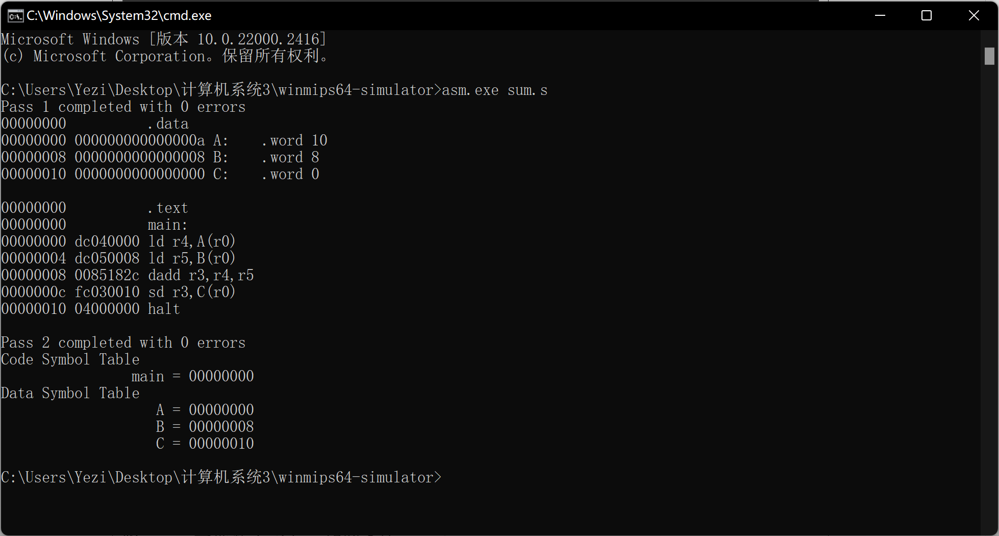 C:\Windows\System32\cmd.exe
Microsoft Windows [版本 10.0.22000.2416]
(c) Microsoft Corporation。保留所有权利。
C:\Users\Yezi\Desktop\计算机系统3\winmips64-simulator>asm.exe sum.s
Pass 1 completed with 0 errors
00000000          .data
00000000 000000000000000a A:    .word 10
00000008 0000000000000008 B:    .word 8
00000010 0000000000000000 C:    .word 0
00000000          .text
00000000          main:
00000000 dc040000 ld r4,A(r0)
00000004 dc050008 ld r5,B(r0)
00000008 0085182c dadd r3,r4,r5
0000000c fc030010 sd r3,C(r0)
00000010 04000000 halt
Pass 2 completed with 0 errors
Code Symbol Table
                main = 00000000
Data Symbol Table
                   A = 00000000
                   B = 00000008
                   C = 00000010
C:\Users\Yezi\Desktop\计算机系统3\winmips64-simulator>